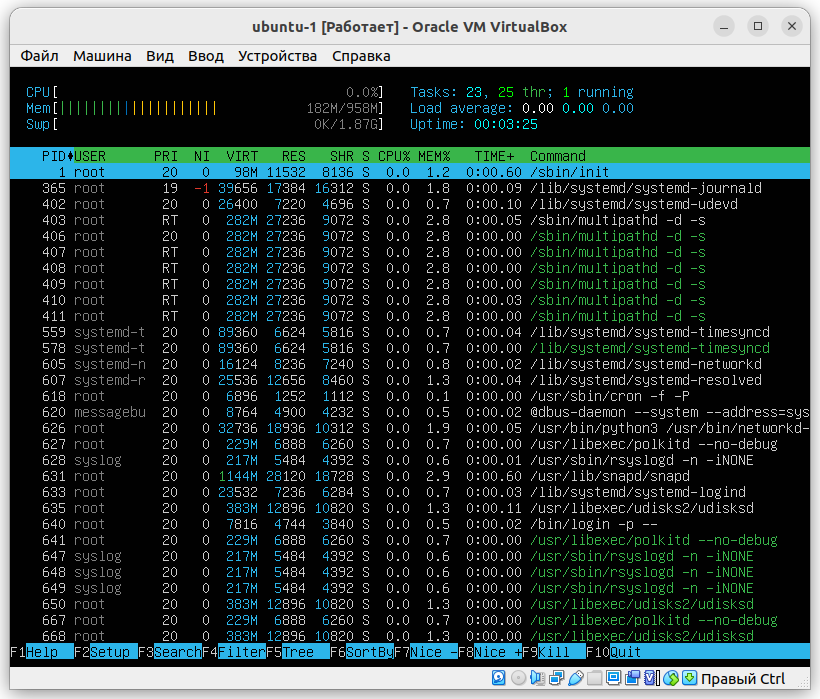 ubuntu-1 [Работает] - Oracle VM VirtualBox
Файл Машина Вид Ввод Устройства Справка
CPU[ 0.0%] Tasks: 23, 25 thr; 1 running
Mem[||||||||||||||||||||| 182M/958M] Load average: 0.00 0.00 0.00
Swp[ 0K/1.87G] Uptime: 00:03:25
PID USER PRI NI VIRT RES SHR S CPU% MEM% TIME+ Command
1 root 20 0 98M 11532 8136 S 0.0 1.2 0:00.60 /sbin/init
365 root 19 -1 39656 17384 16312 S 0.0 1.8 0:00.09 /lib/systemd/systemd-journald
402 root 20 0 26400 7220 4696 S 0.0 0.7 0:00.10 /lib/systemd/systemd-udevd
403 root RT 0 282M 27236 9072 S 0.0 2.8 0:00.05 /sbin/multipathd -d -s
406 root 20 0 282M 27236 9072 S 0.0 2.8 0:00.00 /sbin/multipathd -d -s
407 root RT 0 282M 27236 9072 S 0.0 2.8 0:00.00 /sbin/multipathd -d -s
408 root RT 0 282M 27236 9072 S 0.0 2.8 0:00.00 /sbin/multipathd -d -s
409 root RT 0 282M 27236 9072 S 0.0 2.8 0:00.00 /sbin/multipathd -d -s
410 root RT 0 282M 27236 9072 S 0.0 2.8 0:00.03 /sbin/multipathd -d -s
411 root RT 0 282M 27236 9072 S 0.0 2.8 0:00.00 /sbin/multipathd -d -s
559 systemd-t 20 0 89360 6624 5816 S 0.0 0.7 0:00.04 /lib/systemd/systemd-timesyncd
578 systemd-t 20 0 89360 6624 5816 S 0.0 0.7 0:00.00 /lib/systemd/systemd-timesyncd
605 systemd-n 20 0 16124 8236 7240 S 0.0 0.8 0:00.02 /lib/systemd/systemd-networkd
607 systemd-r 20 0 25536 12656 8460 S 0.0 1.3 0:00.04 /lib/systemd/systemd-resolved
618 root 20 0 6896 1252 1112 S 0.0 0.1 0:00.00 /usr/sbin/cron -f -P
620 messagebu 20 0 8764 4900 4232 S 0.0 0.5 0:00.02 @dbus-daemon --system --address=sys
626 root 20 0 32736 18936 10312 S 0.0 1.9 0:00.05 /usr/bin/python3 /usr/bin/networkd-
627 root 20 0 229M 6888 6260 S 0.0 0.7 0:00.00 /usr/libexec/polkitd --no-debug
628 syslog 20 0 217M 5484 4392 S 0.0 0.6 0:00.01 /usr/sbin/rsyslogd -n -iNONE
631 root 20 0 1144M 28120 18728 S 0.0 2.9 0:00.60 /usr/lib/snapd/snapd
633 root 20 0 23532 7236 6284 S 0.0 0.7 0:00.03 /lib/systemd/systemd-logind
635 root 20 0 383M 12896 10820 S 0.0 1.3 0:00.11 /usr/libexec/udisks2/udisksd
640 root 20 0 7816 4744 3840 S 0.0 0.5 0:00.02 /bin/login -p --
641 root 20 0 229M 6888 6260 S 0.0 0.7 0:00.00 /usr/libexec/polkitd --no-debug
647 syslog 20 0 217M 5484 4392 S 0.0 0.6 0:00.00 /usr/sbin/rsyslogd -n -iNONE
648 syslog 20 0 217M 5484 4392 S 0.0 0.6 0:00.00 /usr/sbin/rsyslogd -n -iNONE
649 syslog 20 0 217M 5484 4392 S 0.0 0.6 0:00.00 /usr/sbin/rsyslogd -n -iNONE
650 root 20 0 383M 12896 10820 S 0.0 1.3 0:00.00 /usr/libexec/udisks2/udisksd
667 root 20 0 229M 6888 6260 S 0.0 0.7 0:00.00 /usr/libexec/polkitd --no-debug
668 root 20 0 383M 12896 10820 S 0.0 1.3 0:00.00 /usr/libexec/udisks2/udisksd
F1Help F2Setup F3SearchF4FilterF5Tree F6SortByF7Nice -F8Nice +F9Kill F10Quit
Правый Ctrl